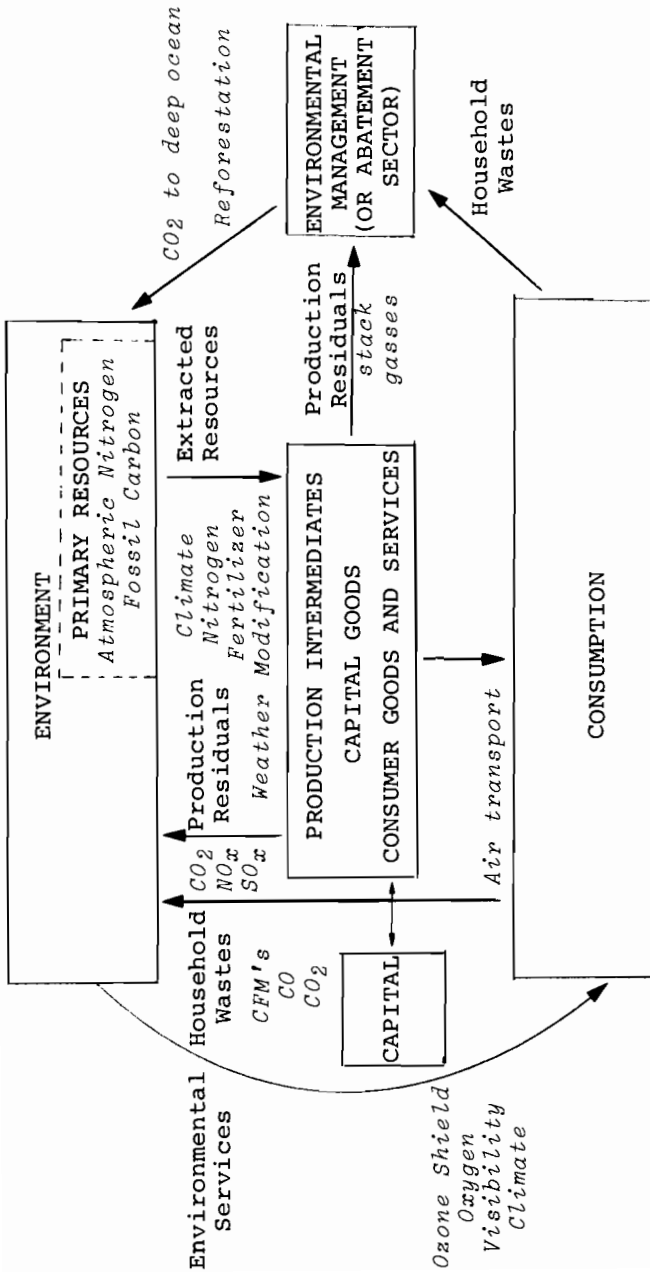 ENVIRONMENT
PRIMARY RESOURCES
Atmospheric Nitrogen
Fossil Carbon
CO2 to deep ocean
Reforestation
Environmental
Services
Household
Wastes
CFM's
CO
CO2
Production
Residuals
CO2
NOx
SOx
Climate
Nitrogen
Fertilizer
Weather Modification
Extracted
Resources
CAPITAL
PRODUCTION INTERMEDIATES
CAPITAL GOODS
CONSUMER GOODS AND SERVICES
Production
Residuals
stack
gasses
ENVIRONMENTAL
MANAGEMENT
(OR ABATEMENT
SECTOR)
Ozone Shield
Oxygen
Visibility
Climate
Air transport
Household
Wastes
CONSUMPTION